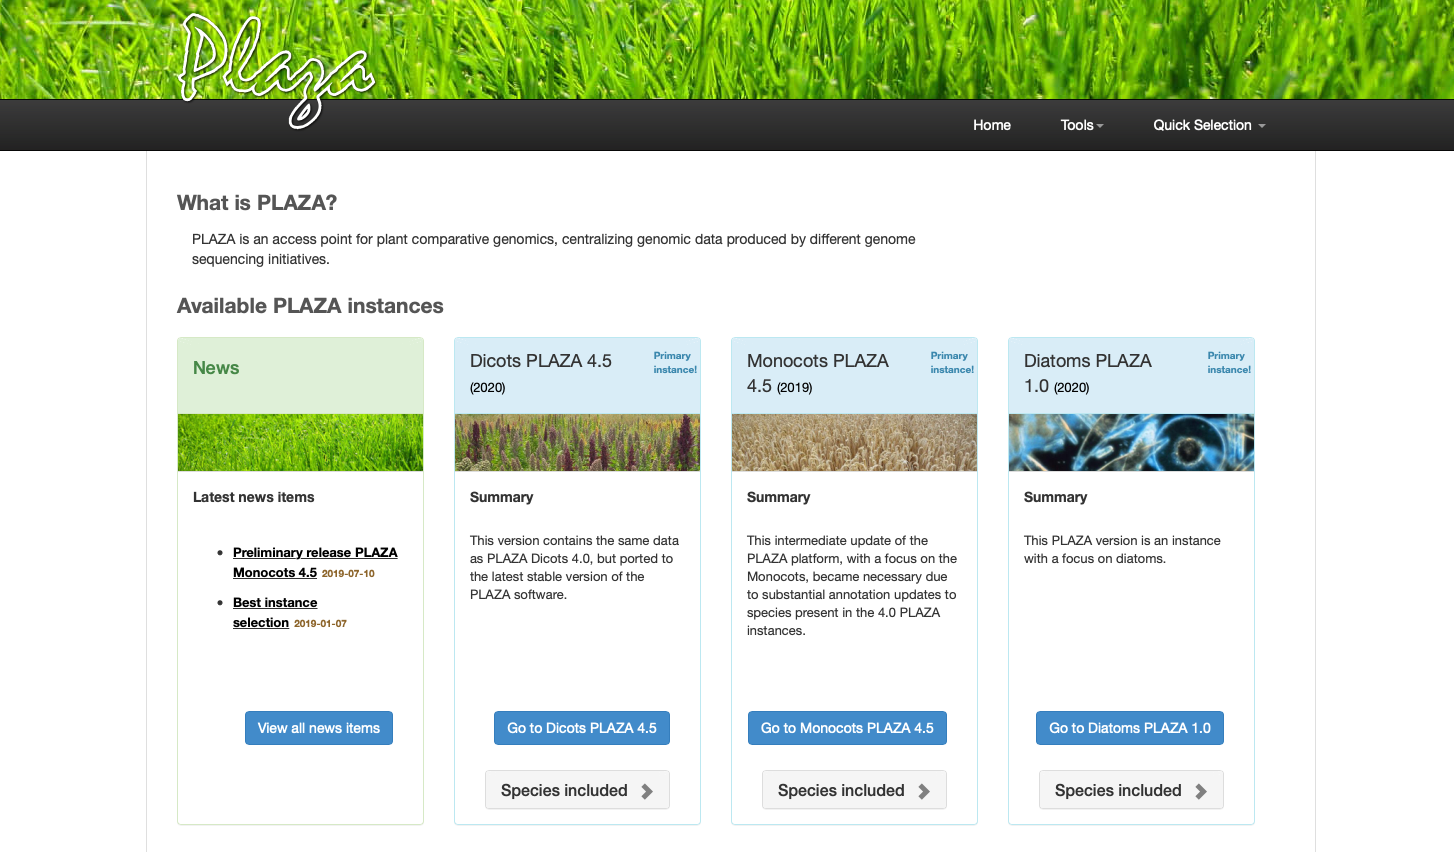 Plaza
Home
Tools
Quick Selection
What is PLAZA?
PLAZA is an access point for plant comparative genomics, centralizing genomic data produced by different genome
sequencing initiatives.
Available PLAZA instances
News
Latest news items
Preliminary release PLAZA
Monocots 4.5 2019-07-10
Best instance
selection 2019-01-07
View all news items
Dicots PLAZA 4.5
(2020)
Primary
instance!
Summary
This version contains the same data
as PLAZA Dicots 4.0, but ported to
the latest stable version of the
PLAZA software.
Go to Dicots PLAZA 4.5
Species included
Monocots PLAZA
4.5 (2019)
Primary
instance!
Summary
This intermediate update of the
PLAZA platform, with a focus on the
Monocots, became necessary due
to substantial annotation updates to
species present in the 4.0 PLAZA
instances.
Go to Monocots PLAZA 4.5
Species included
Diatoms PLAZA
1.0 (2020)
Primary
instance!
Summary
This PLAZA version is an instance
with a focus on diatoms.
Go to Diatoms PLAZA 1.0
Species included